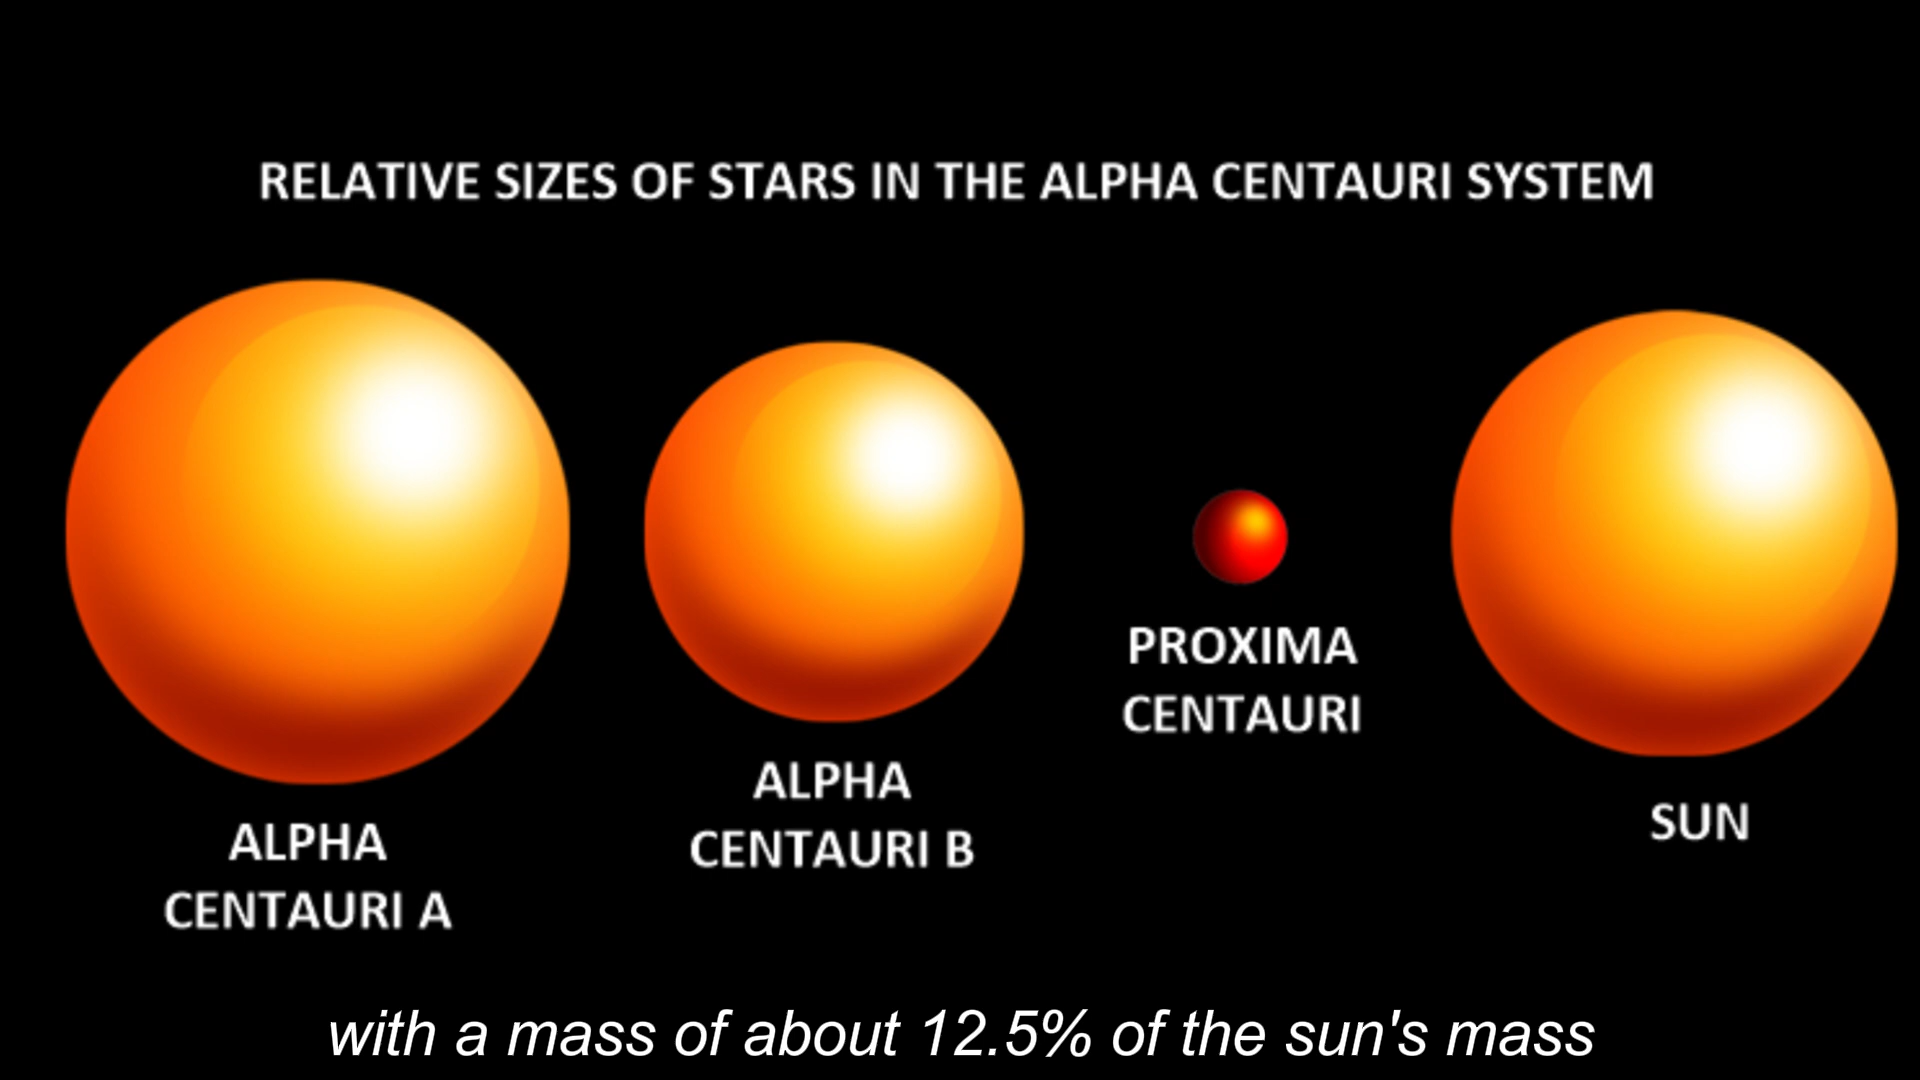 RELATIVE SIZES OF STARS IN THE ALPHA CENTAURI SYSTEM
ALPHA
CENTAURI A
ALPHA
CENTAURI B
PROXIMA
CENTAURI
SUN
with a mass of about 12.5% of the sun's mass